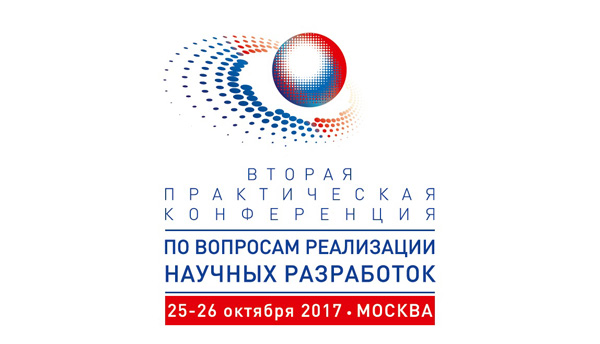 ВТОРАЯ
ПРАКТИЧЕСКАЯ
КОНФЕРЕНЦИЯ
ПО ВОПРОСАМ РЕАЛИЗАЦИИ
НАУЧНЫХ РАЗРАБОТОК
25-26 октября 2017 • МОСКВА